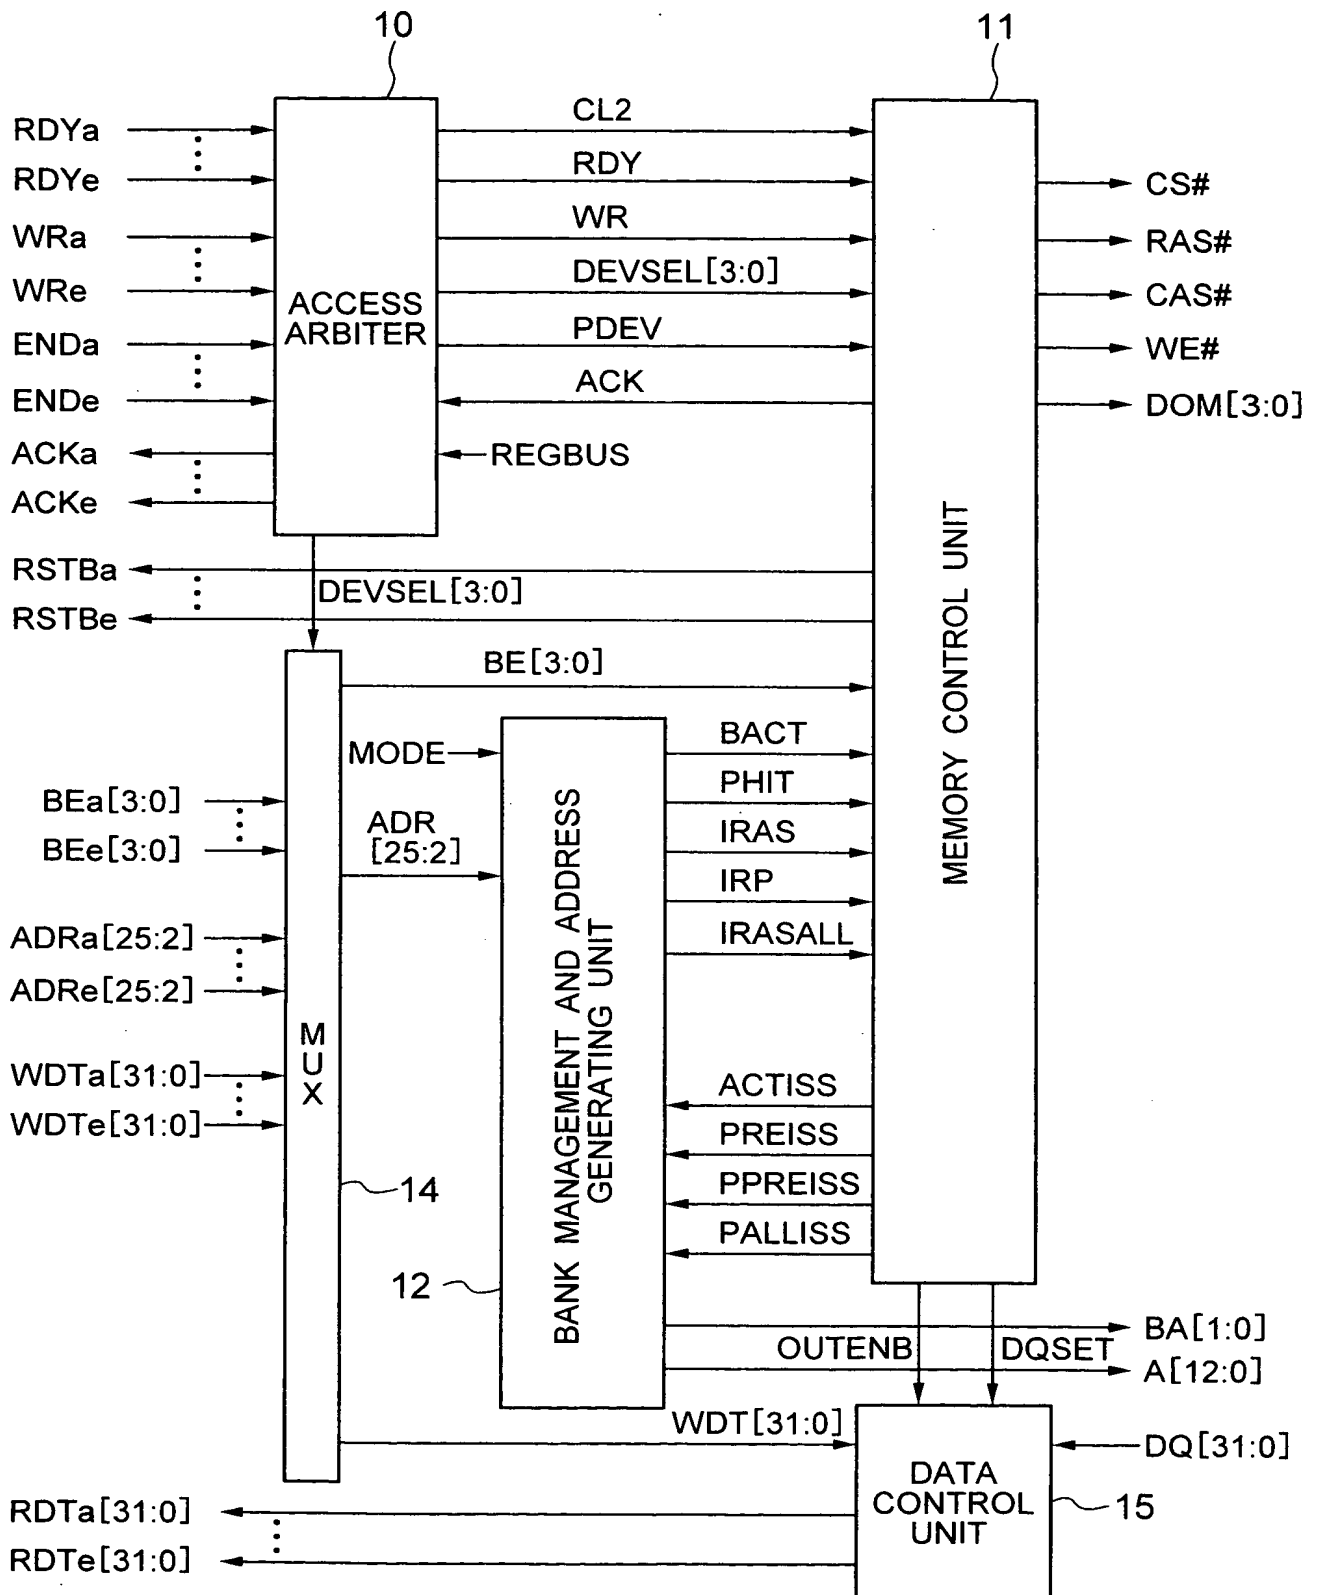 10
11
RDYa
CL2
RDYe
RDY
CS#
WRa
WR
RAS#
WRe
DEVSEL[3:0]
CAS#
ACCESS
ARBITER
ENDa
PDEV
WE#
ENDe
ACK
DOM[3:0]
ACKa
REGBUS
ACKe
RSTBa
DEVSEL[3:0]
RSTBe
MEMORY CONTROL UNIT
BE[3:0]
MODE
BACT
BEa[3:0]
PHIT
ADR
[25:2]
BEe[3:0]
IRAS
IRP
ADRa[25:2]
IRASALL
ADRe[25:2]
MUX
BANK MANAGEMENT AND ADDRESS
GENERATING UNIT
WDTa[31:0]
ACTISS
WDTe[31:0]
PREISS
14
PPREISS
PALLISS
12
BA[1:0]
OUTENB
DQSET
A[12:0]
WDT[31:0]
DQ[31:0]
DATA
CONTROL
UNIT
15
RDTa[31:0]
RDTe[31:0]